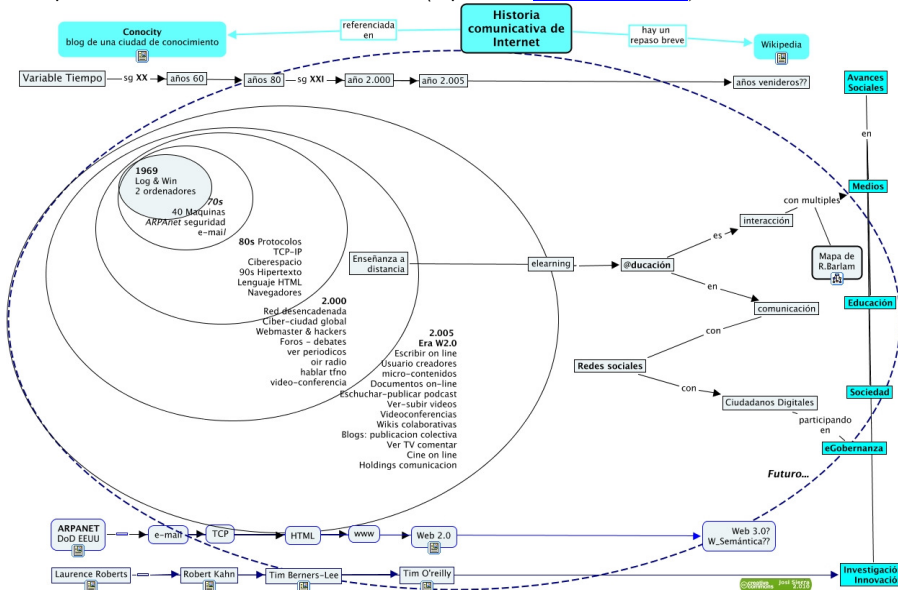 Historia
comunicativa de
Internet
referenciada
en
hay un
repaso breve
Conocity
blog de una ciudad de conocimiento
Wikipedia
Variable Tiempo
sg XX
años 60
años 80
sg XXI
año 2.000
año 2.005
años venideros??
Avances
Sociales
en
Medios
Educación
Sociedad
eGobernanza
1969
Log & Win
2 ordenadores
70s
40 Maquinas
ARPAnet seguridad
e-mail
80s Protocolos
TCP-IP
Ciberespacio
90s Hipertexto
Lenguaje HTML
Navegadores
2.000
Red desencadenada
Ciber-ciudad global
Webmaster & hackers
Foros - debates
ver periodicos
oir radio
hablar tfno
video-conferencia
2.005
Era W2.0
Escribir on line
Usuario creadores
micro-contenidos
Documentos on-line
Eschuchar-publicar podcast
Ver-subir videos
Videoconferencias
Wikis colaborativas
Blogs: publicacion colectiva
Ver TV comentar
Cine on line
Holdings comunicacion
Enseñanza a
distancia
elearning
@ducación
es
interacción
con multiples
Mapa de
R.Barlam
en
comunicación
con
Redes sociales
con
Ciudadanos Digitales
participando
en
Futuro...
ARPANET
DoD EEUU
e-mail
TCP
HTML
www
Web 2.0
Web 3.0?
W_Semántica??
Laurence Roberts
Robert Kahn
Tim Berners-Lee
Tim O'reilly
Investigació
Innovació
creative
commons
José Sierra
2.010